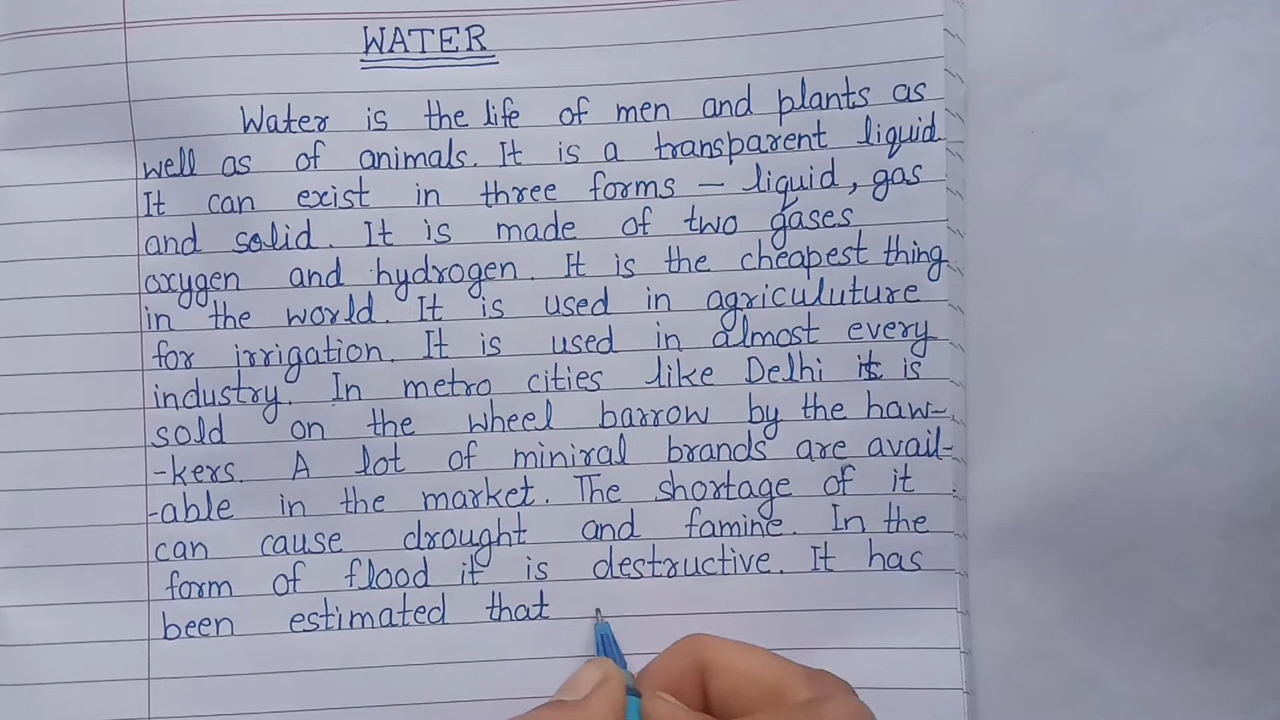 WATER
Water is the life of men and plants as
well as of animals. It is a transparent liquid
It can exist in three forms – liquid, gas
and solid. It is made of two gases
oxygen and hydrogen. It is the cheapest thing
in the world. It is used in agriculuture
for irrigation. It is used in almost every
industry. In metro cities like Delhi it is
sold on the wheel barrow by the haw-
-kers. A lot of miniral brands are avail-
-able in the market. The shortage of it
can cause drought and famine. In the
form of flood it is destructive. It has
been estimated that